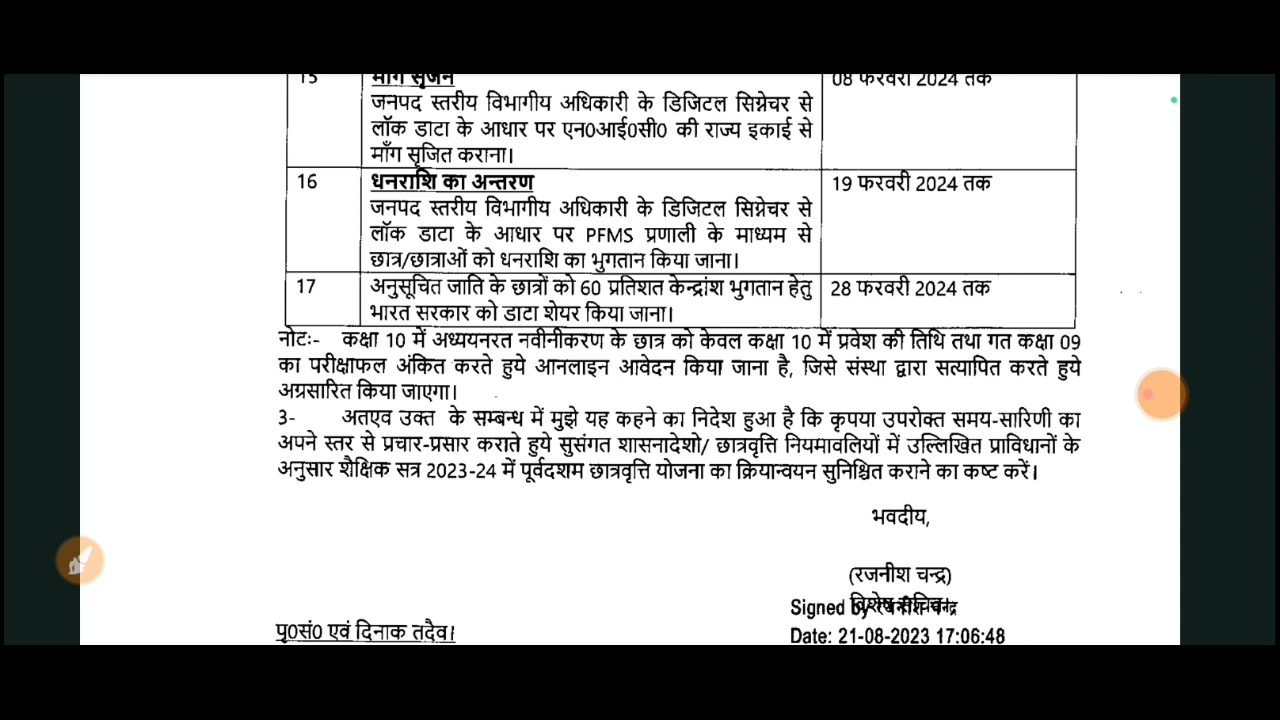 15
माँग सृजन
08 फरवरी 2024 तक
जनपद स्तरीय विभागीय अधिकारी के डिजिटल सिग्नेचर से
लॉक डाटा के आधार पर एन0आई0सी0 की राज्य इकाई से
माँग सृजित कराना।
16
धनराशि का अन्तरण
19 फरवरी 2024 तक
जनपद स्तरीय विभागीय अधिकारी के डिजिटल सिग्नेचर से
लॉक डाटा के आधार पर PFMS प्रणाली के माध्यम से
छात्र/छात्राओं को धनराशि का भुगतान किया जाना।
17
अनुसूचित जाति के छात्रों को 60 प्रतिशत केन्द्रांश भुगतान हेतु
28 फरवरी 2024 तक
भारत सरकार को डाटा शेयर किया जाना।
नोटः- कक्षा 10 में अध्ययनरत नवीनीकरण के छात्र को केवल कक्षा 10 में प्रवेश की तिथि तथा गत कक्षा 09
का परीक्षाफल अंकित करते हुये आनलाइन आवेदन किया जाना है, जिसे संस्था द्वारा सत्यापित करते हुये
अग्रसारित किया जाएगा।
3- अतएव उक्त के सम्बन्ध में मुझे यह कहने का निदेश हुआ है कि कृपया उपरोक्त समय-सारिणी का
अपने स्तर से प्रचार-प्रसार कराते हुये सुसंगत शासनादेशो/ छात्रवृत्ति नियमावलियों में उल्लिखित प्राविधानों के
अनुसार शैक्षिक सत्र 2023-24 में पूर्वदशम छात्रवृत्ति योजना का क्रियान्वयन सुनिश्चित कराने का कष्ट करें।
भवदीय,
(रजनीश चन्द्र)
विशेष सचिव।
Signed by रजनीश चन्द्र
Date: 21-08-2023 17:06:48
पृ0सं0 एवं दिनाक तदैव।